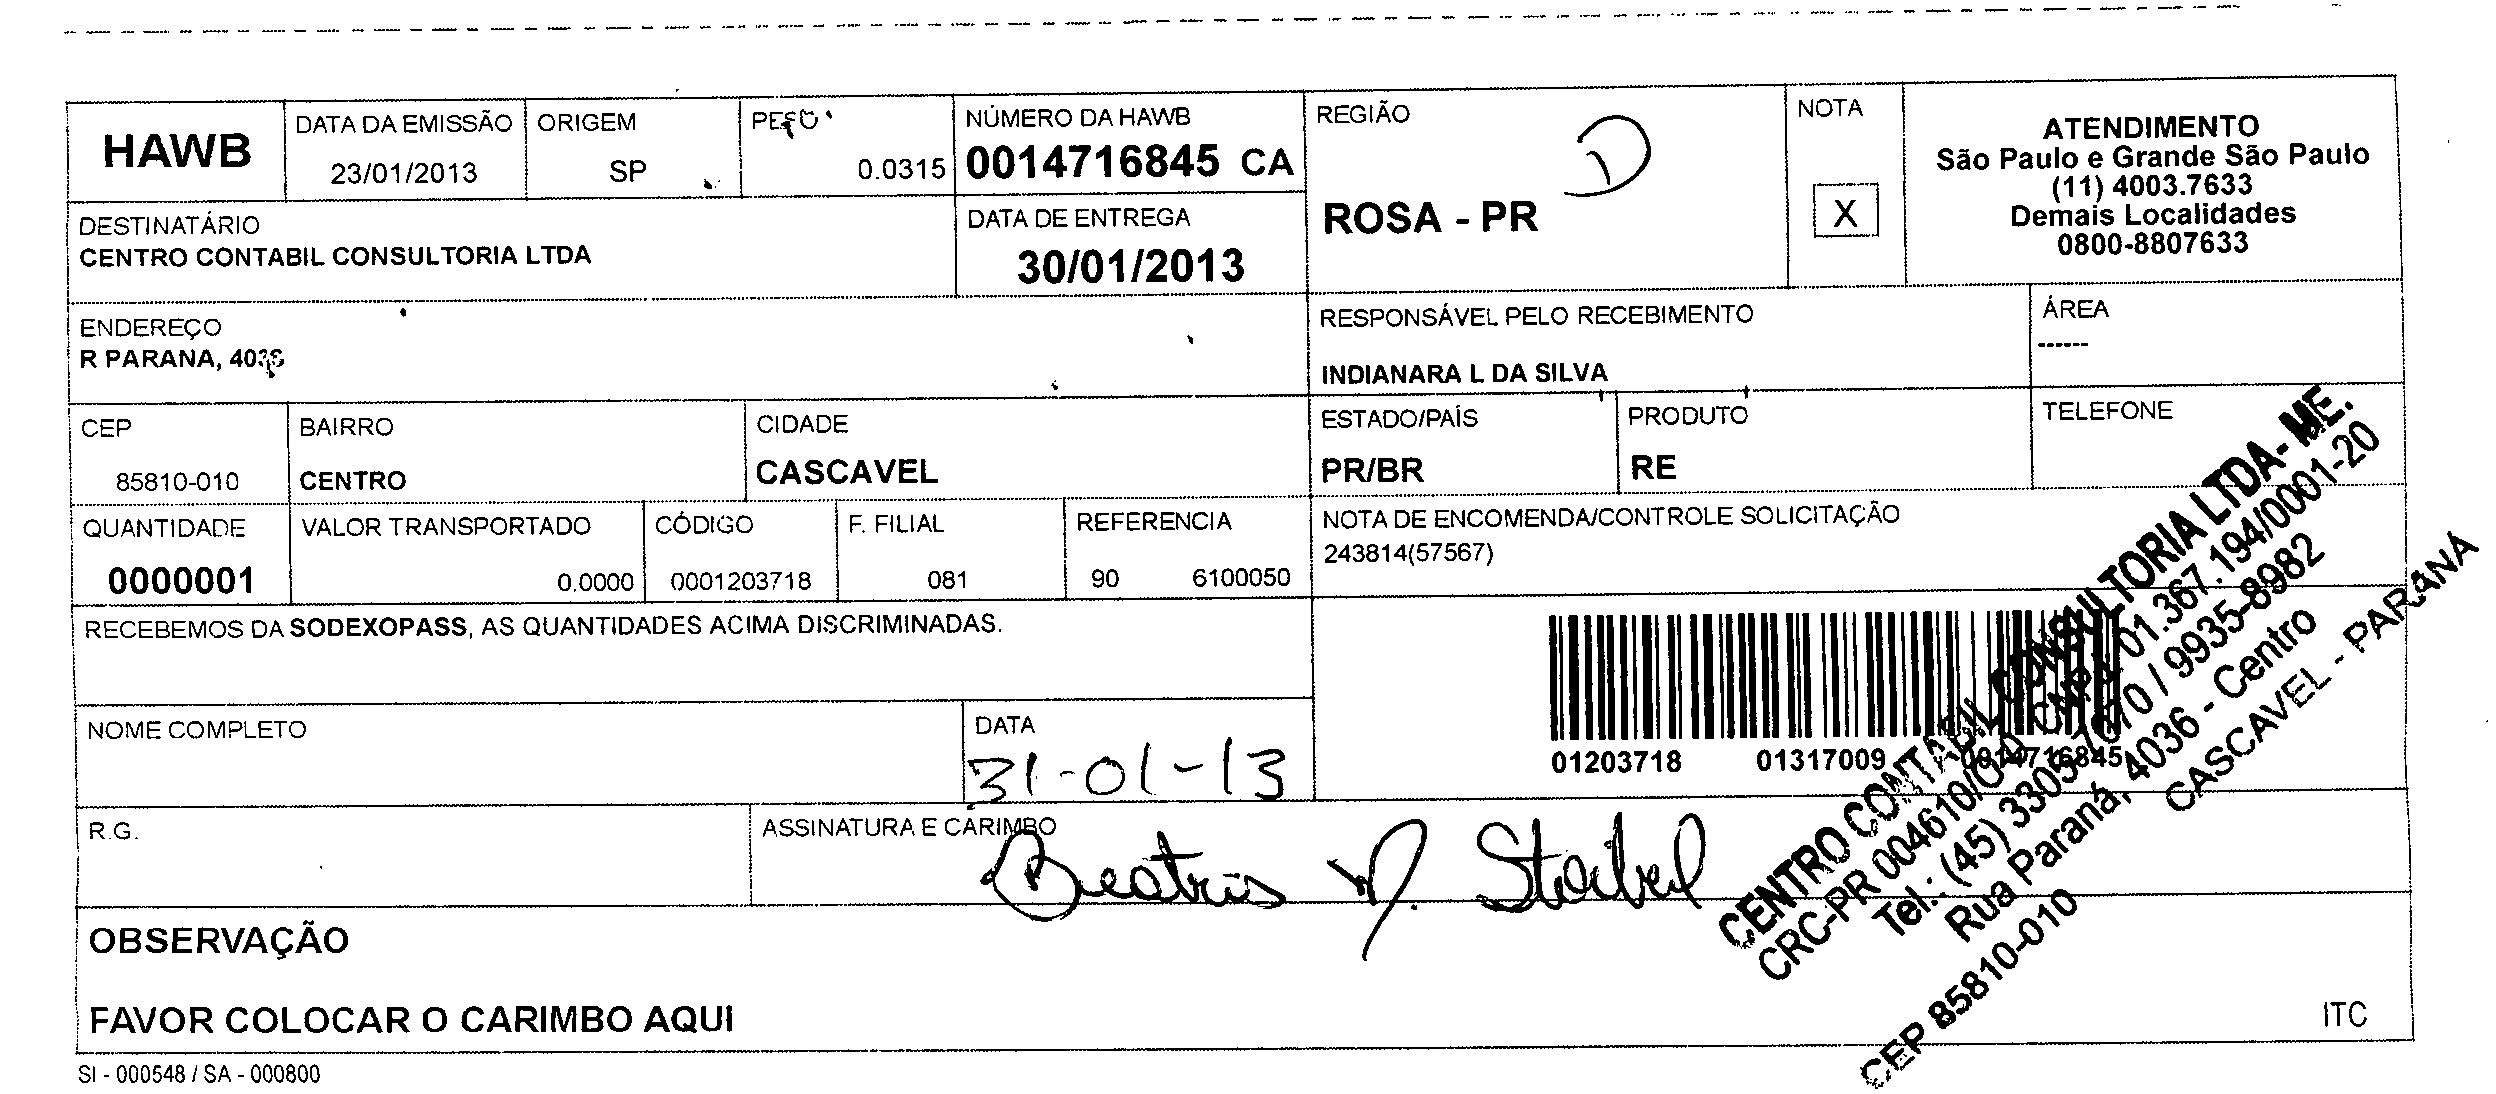 HAWB
DATA DA EMISSÃO
23/01/2013
ORIGEM
SP
PESO
0.0315
NÚMERO DA HAWB
0014716845 CA
REGIÃO
ROSA - PR
D
NOTA
X
ATENDIMENTO
São Paulo e Grande São Paulo
(11) 4003.7633
Demais Localidades
0800-8807633
DESTINATÁRIO
CENTRO CONTABIL CONSULTORIA LTDA
DATA DE ENTREGA
30/01/2013
ENDEREÇO
R PARANA, 4036
RESPONSÁVEL PELO RECEBIMENTO
INDIANARA L DA SILVA
ÁREA
------
CEP
85810-010
BAIRRO
CENTRO
CIDADE
CASCAVEL
ESTADO/PAÍS
PR/BR
PRODUTO
RE
TELEFONE
QUANTIDADE
0000001
VALOR TRANSPORTADO
0.0000
CÓDIGO
0001203718
F. FILIAL
081
REFERENCIA
90 6100050
NOTA DE ENCOMENDA/CONTROLE SOLICITAÇÃO
243814(57567)
RECEBEMOS DA SODEXOPASS, AS QUANTIDADES ACIMA DISCRIMINADAS.
01203718 01317009 0014716845
NOME COMPLETO
DATA
31-01-13
R.G.
ASSINATURA E CARIMBO
Beatris
CENTRO CONTABIL CONSULTORIA LTDA - ME.
CRC-PR 004610/O-0 CNPJ 01.367.194/0001-20
Tel.: (45) 3305- / 9935-8982
Rua Paraná, 4036 - Centro
CEP 85810-010 CASCAVEL - PARANÁ
OBSERVAÇÃO
FAVOR COLOCAR O CARIMBO AQUI
ITC
SI - 000548 / SA - 000800